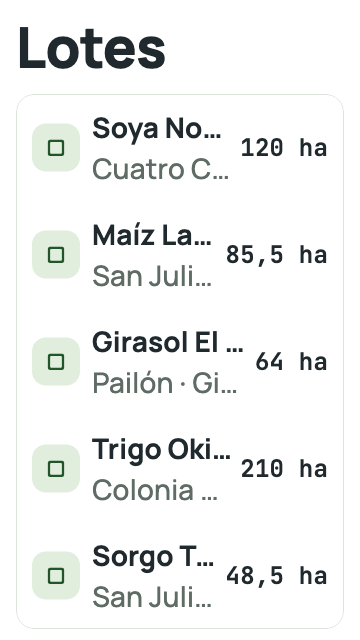 Lotes
Soya No...
120 ha
Cuatro C...
Maíz La...
85,5 ha
San Juli...
Girasol El ...
64 ha
Pailón · Gi...
Trigo Oki...
210 ha
Colonia ...
Sorgo T...
48,5 ha
San Juli...